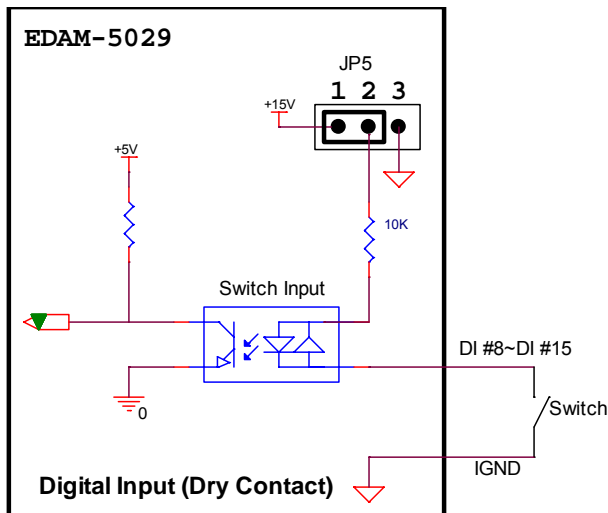 EDAM-5029
JP5
1 2 3
+15V
+5V
10K
Switch Input
DI #8~DI #15
0
Switch
IGND
Digital Input (Dry Contact)